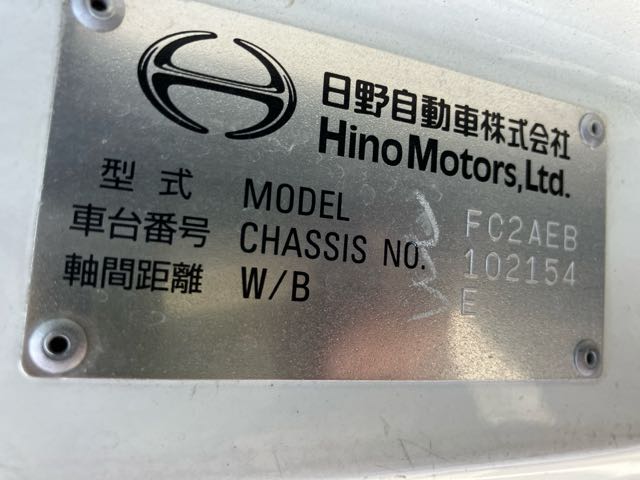 日野自動車株式会社
Hino Motors, Ltd.
型式 MODEL FC2AEB
車台番号 CHASSIS NO. 102154
軸間距離 W/B E